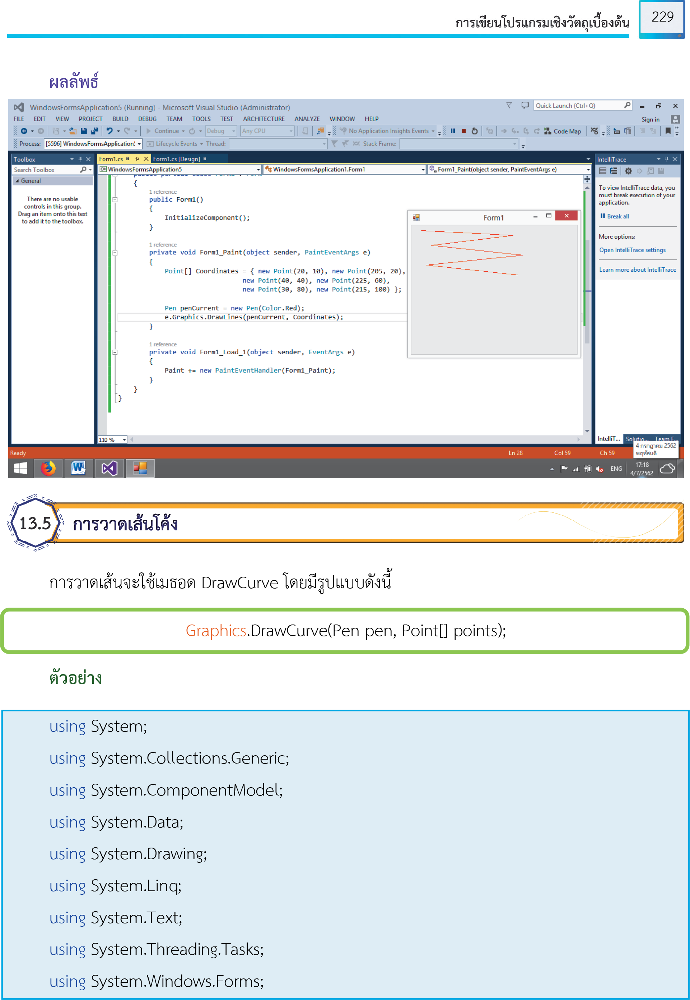 การเขียนโปรแกรมเชิงวัตถุเบื้องต้น
229
ผลลัพธ์
WindowsFormsApplication5 (Running) - Microsoft Visual Studio (Administrator)
Quick Launch (Ctrl+Q)
FILE EDIT VIEW PROJECT BUILD DEBUG TEAM TOOLS TEST ARCHITECTURE ANALYZE WINDOW HELP
Sign in
Continue Debug Any CPU No Application Insights Events Code Map
Process: [5596] WindowsFormsApplication! Lifecycle Events Thread: Stack Frame:
Toolbox
Search Toolbox
General
There are no usable
controls in this group.
Drag an item onto this text
to add it to the toolbox.
Form1.cs Form1.cs [Design]
WindowsFormsApplication5 WindowsFormsApplication1.Form1 Form1_Paint(object sender, PaintEventArgs e)
public partial class Form1 : Form
{
1 reference
public Form1()
{
InitializeComponent();
}
1 reference
private void Form1_Paint(object sender, PaintEventArgs e)
{
Point[] Coordinates = { new Point(20, 10), new Point(205, 20),
new Point(40, 40), new Point(225, 60),
new Point(30, 80), new Point(215, 100) };
Pen penCurrent = new Pen(Color.Red);
e.Graphics.DrawLines(penCurrent, Coordinates);
}
1 reference
private void Form1_Load_1(object sender, EventArgs e)
{
Paint += new PaintEventHandler(Form1_Paint);
}
}
}
110 %
Form1
IntelliTrace
To view IntelliTrace data, you
must break execution of your
application.
Break all
More options:
Open IntelliTrace settings
Learn more about IntelliTrace
IntelliT... Solutio... Team E...
4 กรกฎาคม 2562
พฤหัสบดี
Ready
Ln 28 Col 59 Ch 59
ENG
17:18
4/7/2562
13.5 การวาดเส้นโค้ง
การวาดเส้นจะใช้เมธอด DrawCurve โดยมีรูปแบบดังนี้
Graphics.DrawCurve(Pen pen, Point[] points);
ตัวอย่าง
using System;
using System.Collections.Generic;
using System.ComponentModel;
using System.Data;
using System.Drawing;
using System.Linq;
using System.Text;
using System.Threading.Tasks;
using System.Windows.Forms;